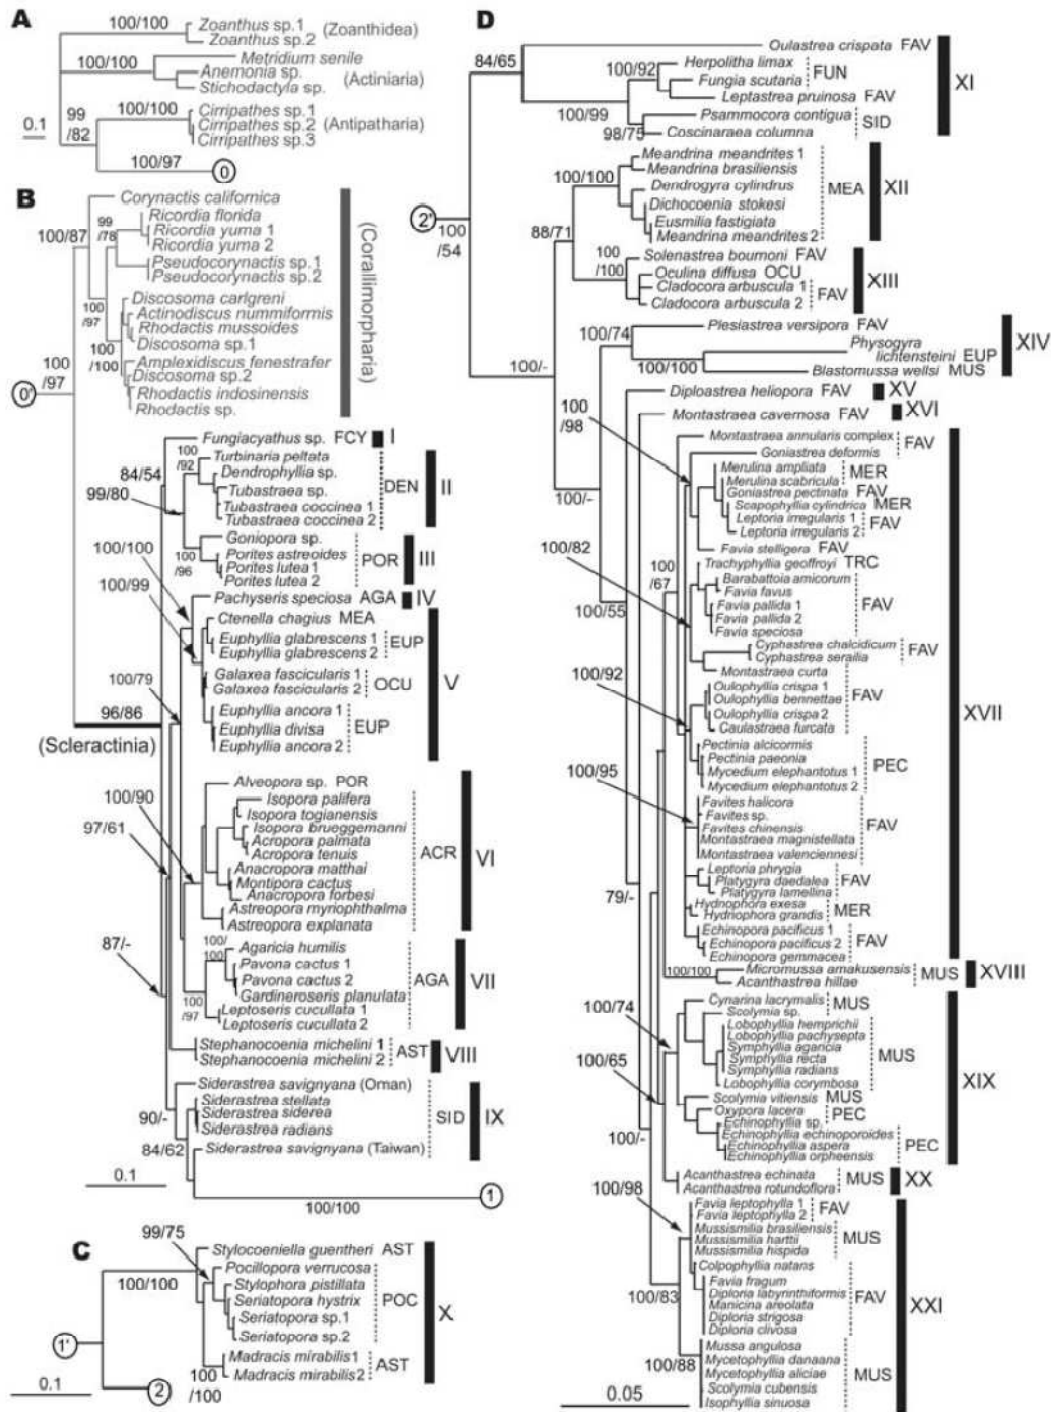 A
100/100
Zoanthus sp.1
Zoanthus sp.2
(Zoanthidea)
100/100
Metridium senile
Anemonia sp.
Stichodactyla sp.
(Actiniaria)
0.1
99
/82
100/100
Cirripathes sp.1
Cirripathes sp.2
Cirripathes sp.3
(Antipatharia)
100/97
0
B
100/87
Corynactis californica
99
/78
Ricordia florida
Ricordia yuma 1
Ricordia yuma 2
Pseudocorynactis sp.1
Pseudocorynactis sp.2
100
/97
Discosoma carlgreni
Actinodiscus nummiformis
Rhodactis mussoides
Discosoma sp.1
100
/100
Amplexidiscus fenestrafer
Discosoma sp.2
Rhodactis indosinensis
Rhodactis sp.
(Corallimorpharia)
100
/97
0'
Fungiacyathus sp. FCY
I
84/54
100
/92
Turbinaria peltata
Dendrophyllia sp.
Tubastraea sp.
Tubastraea coccinea 1
Tubastraea coccinea 2
DEN
II
99/80
Goniopora sp.
Porites astreoides
Porites lutea 1
Porites lutea 2
POR
III
100
/96
100/100
100/99
Pachyseris speciosa AGA
IV
Ctenella chagius MEA
Euphyllia glabrescens 1
Euphyllia glabrescens 2
EUP
Galaxea fascicularis 1
Galaxea fascicularis 2
OCU
V
100/79
Euphyllia ancora 1
Euphyllia divisa
Euphyllia ancora 2
EUP
96/86
(Scleractinia)
Alveopora sp. POR
100/90
Isopora palifera
Isopora togianensis
Isopora brueggemanni
Acropora palmata
Acropora tenuis
Anacropora matthai
Montipora cactus
Anacropora forbesi
Astreopora myriophthalma
Astreopora explanata
ACR
VI
97/61
87/-
100/
100
Agaricia humilis
Pavona cactus 1
Pavona cactus 2
Gardineroseris planulata
Leptoseris cucullata 1
Leptoseris cucullata 2
AGA
VII
100
/97
Stephanocoenia michelini 1
Stephanocoenia michelini 2
AST
VIII
Siderastrea savignyana (Oman)
Siderastrea stellata
Siderastrea siderea
Siderastrea radians
Siderastrea savignyana (Taiwan)
SID
IX
90/-
84/62
0.1
100/100
1
C
99/75
100/100
Stylocoeniella guentheri AST
Pocillopora verrucosa
Stylophora pistillata
Seriatopora hystrix
Seriatopora sp.1
Seriatopora sp.2
POC
X
Madracis mirabilis1
Madracis mirabilis2
AST
100
/100
1'
2
0.1
D
84/65
Oulastrea crispata FAV
100/92
Herpolitha limax
Fungia scutaria
FUN
Leptastrea pruinosa FAV
XI
100/99
98/75
Psammocora contigua
Coscinaraea columna
SID
2'
100
/54
100/100
Meandrina meandrites 1
Meandrina brasiliensis
Dendrogyra cylindrus
Dichocoenia stokesi
Eusmilia fastigiata
Meandrina meandrites 2
MEA
XII
88/71
100
/100
Solenastrea bournoni FAV
Oculina diffusa OCU
Cladocora arbuscula 1
Cladocora arbuscula 2
FAV
XIII
100/-
100/74
Plesiastrea versipora FAV
Physogyra
lichtensteini EUP
Blastomussa wellsi MUS
100/100
XIV
Diploastrea heliopora FAV
XV
Montastraea cavernosa FAV
XVI
100
/98
100/-
Montastraea annularis complex
Goniastrea deformis
FAV
Merulina ampliata
Merulina scabricula
MER
Goniastrea pectinata FAV
Scapophyllia cylindrica MER
Leptoria irregularis 1
Leptoria irregularis 2
FAV
Favia stelligera FAV
100/82
100
/67
Trachyphyllia geoffroyi TRC
Barabattoia amicorum
Favia favus
Favia pallida 1
Favia pallida 2
Favia speciosa
FAV
100/55
Cyphastrea chalcidicum
Cyphastrea serailia
FAV
Montastraea curta
100/92
Oulophyllia crispa 1
Oulophyllia bennettae
Oulophyllia crispa 2
Caulastraea furcata
FAV
XVII
Pectinia alcicormis
Pectinia paeonia
Mycedium elephantotus 1
Mycedium elephantotus 2
PEC
100/95
Favites halicora
Favites sp.
Favites chinensis
Montastraea magnistellata
Montastraea valenciennesi
FAV
Leptoria phrygia
Platygyra daedalea
Platygyra lamellina
FAV
79/-
Hydnophora exesa
Hydnophora grandis
MER
Echinopora pacificus 1
Echinopora pacificus 2
Echinopora gemmacea
FAV
100/100
Micromussa amakusensis
Acanthastrea hillae
MUS
XVIII
100/74
Cynarina lacrymalis
Scolymia sp.
MUS
Lobophyllia hemprichii
Lobophyllia pachysepta
Symphyllia agaricia
Symphyllia recta
Symphyllia radians
Lobophyllia corymbosa
MUS
XIX
100/65
Scolymia vitiensis MUS
Oxypora lacera
Echinophyllia sp.
PEC
Echinophyllia echinoporoides
Echinophyllia aspera
Echinophyllia orpheensis
PEC
100/-
Acanthastrea echinata
Acanthastrea rotundoflora
MUS
XX
100/98
Favia leptophylla 1
Favia leptophylla 2
FAV
Mussismilia brasiliensis
Mussismilia harttii
Mussismilia hispida
MUS
Colpophyllia natans
Favia fragum
Diploria labyrinthiformis
Manicina areolata
Diploria strigosa
Diploria clivosa
FAV
XXI
100/83
100/88
Mussa angulosa
Mycetophyllia danaana
Mycetophyllia aliciae
Scolymia cubensis
Isophyllia sinuosa
MUS
0.05